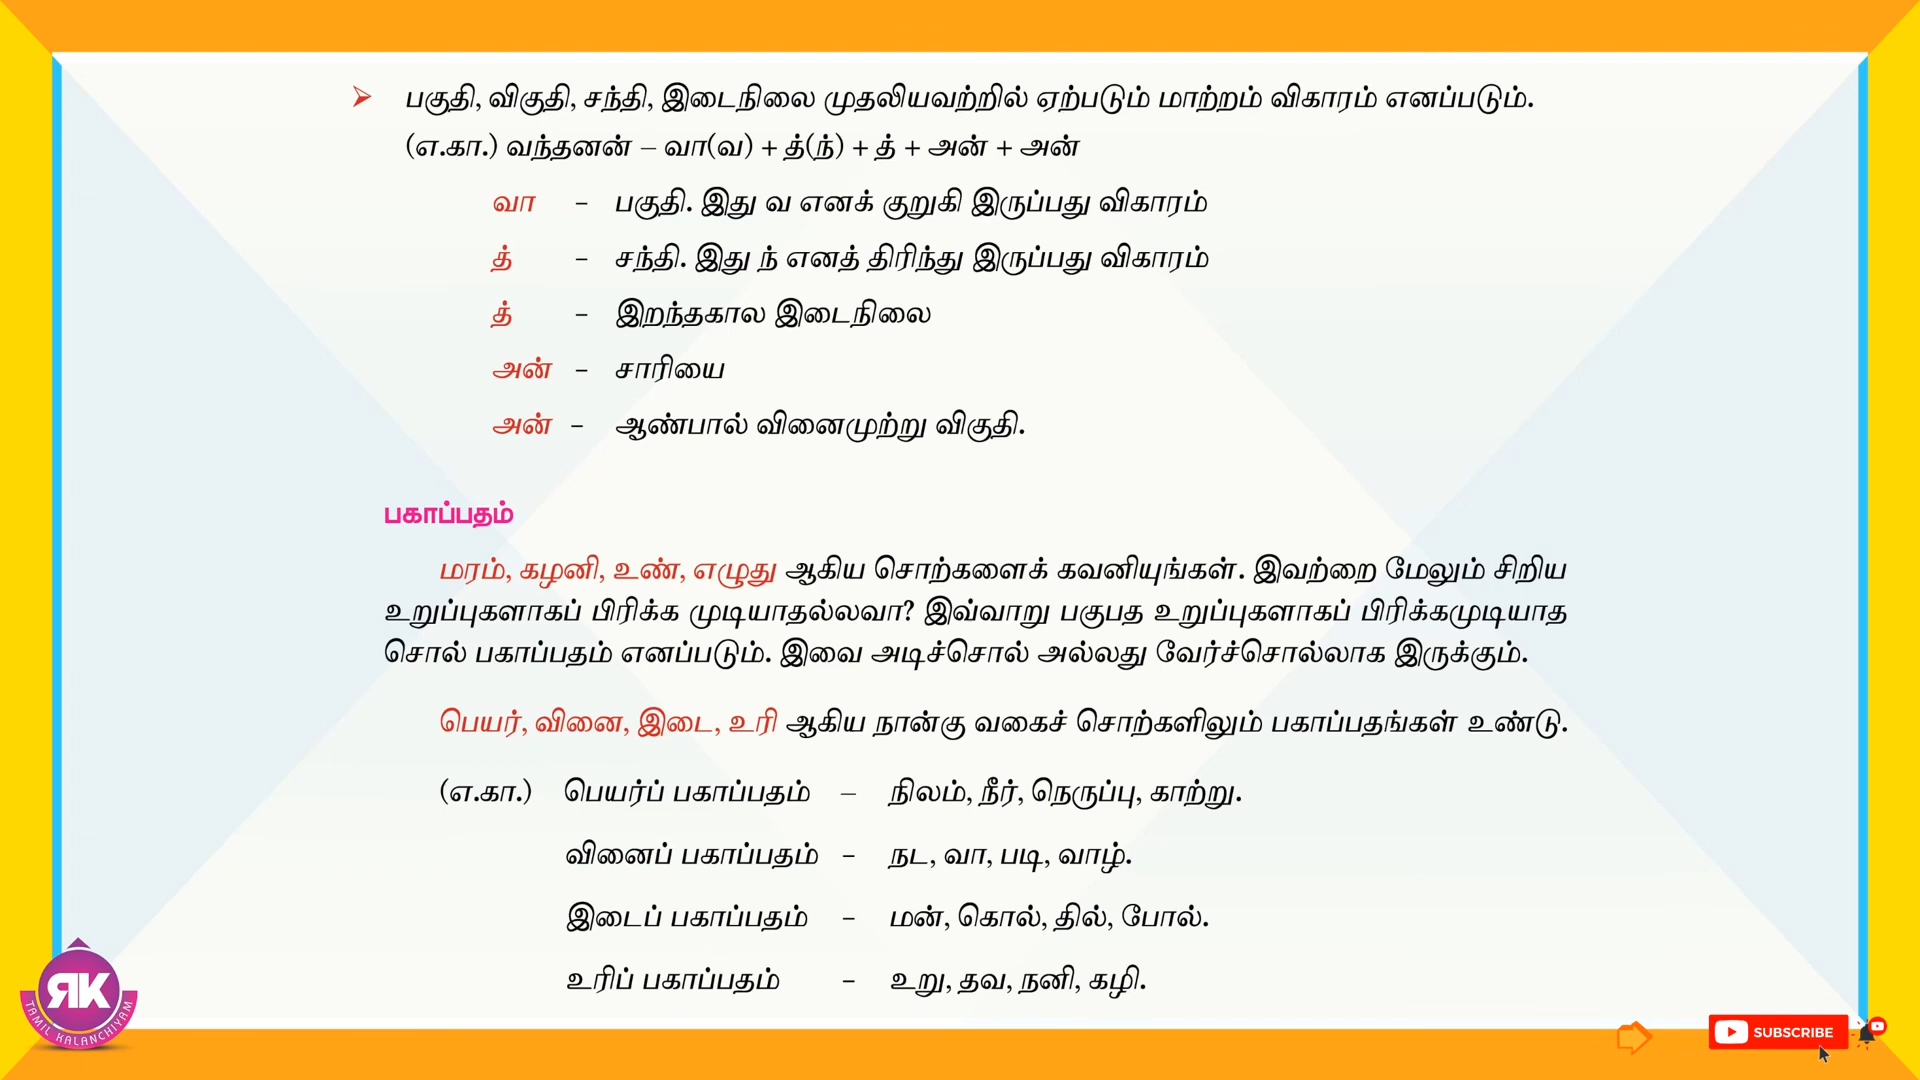 ➢ பகுதி, விகுதி, சந்தி, இடைநிலை முதலியவற்றில் ஏற்படும் மாற்றம் விகாரம் எனப்படும்.
(எ.கா.) வந்தனன் – வா(வ) + த்(ந்) + த் + அன் + அன்
வா – பகுதி. இது வ எனக் குறுகி இருப்பது விகாரம்
த் – சந்தி. இது ந் எனத் திரிந்து இருப்பது விகாரம்
த் – இறந்தகால இடைநிலை
அன் – சாரியை
அன் – ஆண்பால் வினைமுற்று விகுதி.
பகாப்பதம்
மரம், கழனி, உண், எழுது ஆகிய சொற்களைக் கவனியுங்கள். இவற்றை மேலும் சிறிய
உறுப்புகளாகப் பிரிக்க முடியாதல்லவா? இவ்வாறு பகுபத உறுப்புகளாகப் பிரிக்கமுடியாத
சொல் பகாப்பதம் எனப்படும். இவை அடிச்சொல் அல்லது வேர்ச்சொல்லாக இருக்கும்.
பெயர், வினை, இடை, உரி ஆகிய நான்கு வகைச் சொற்களிலும் பகாப்பதங்கள் உண்டு.
(எ.கா.) பெயர்ப் பகாப்பதம் – நிலம், நீர், நெருப்பு, காற்று.
வினைப் பகாப்பதம் – நட, வா, படி, வாழ்.
இடைப் பகாப்பதம் – மன், கொல், தில், போல்.
உரிப் பகாப்பதம் – உறு, தவ, நனி, கழி.
RK
TAMIL KALANCHIYAM
SUBSCRIBE